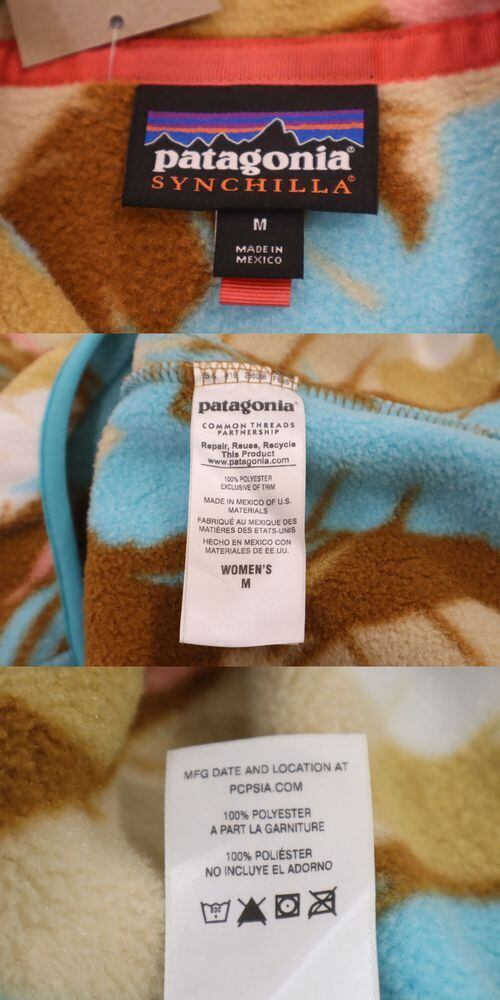 patagonia®
SYNCHILLA®
M
MADE IN
MEXICO
patagonia®
COMMON THREADS
PARTNERSHIP
Repair, Reuse, Recycle
This Product
www.patagonia.com
100% POLYESTER
EXCLUSIVE OF TRIM
MADE IN MEXICO OF U.S.
MATERIALS
FABRIQUÉ AU MEXIQUE DES
MATIÈRES DES ETATS-UNIS
HECHO EN MÉXICO CON
MATERIALES DE EE.UU.
WOMEN'S
M
MFG DATE AND LOCATION AT
PCPSIA.COM
100% POLYESTER
A PART LA GARNITURE
100% POLIÉSTER
NO INCLUYE EL ADORNO